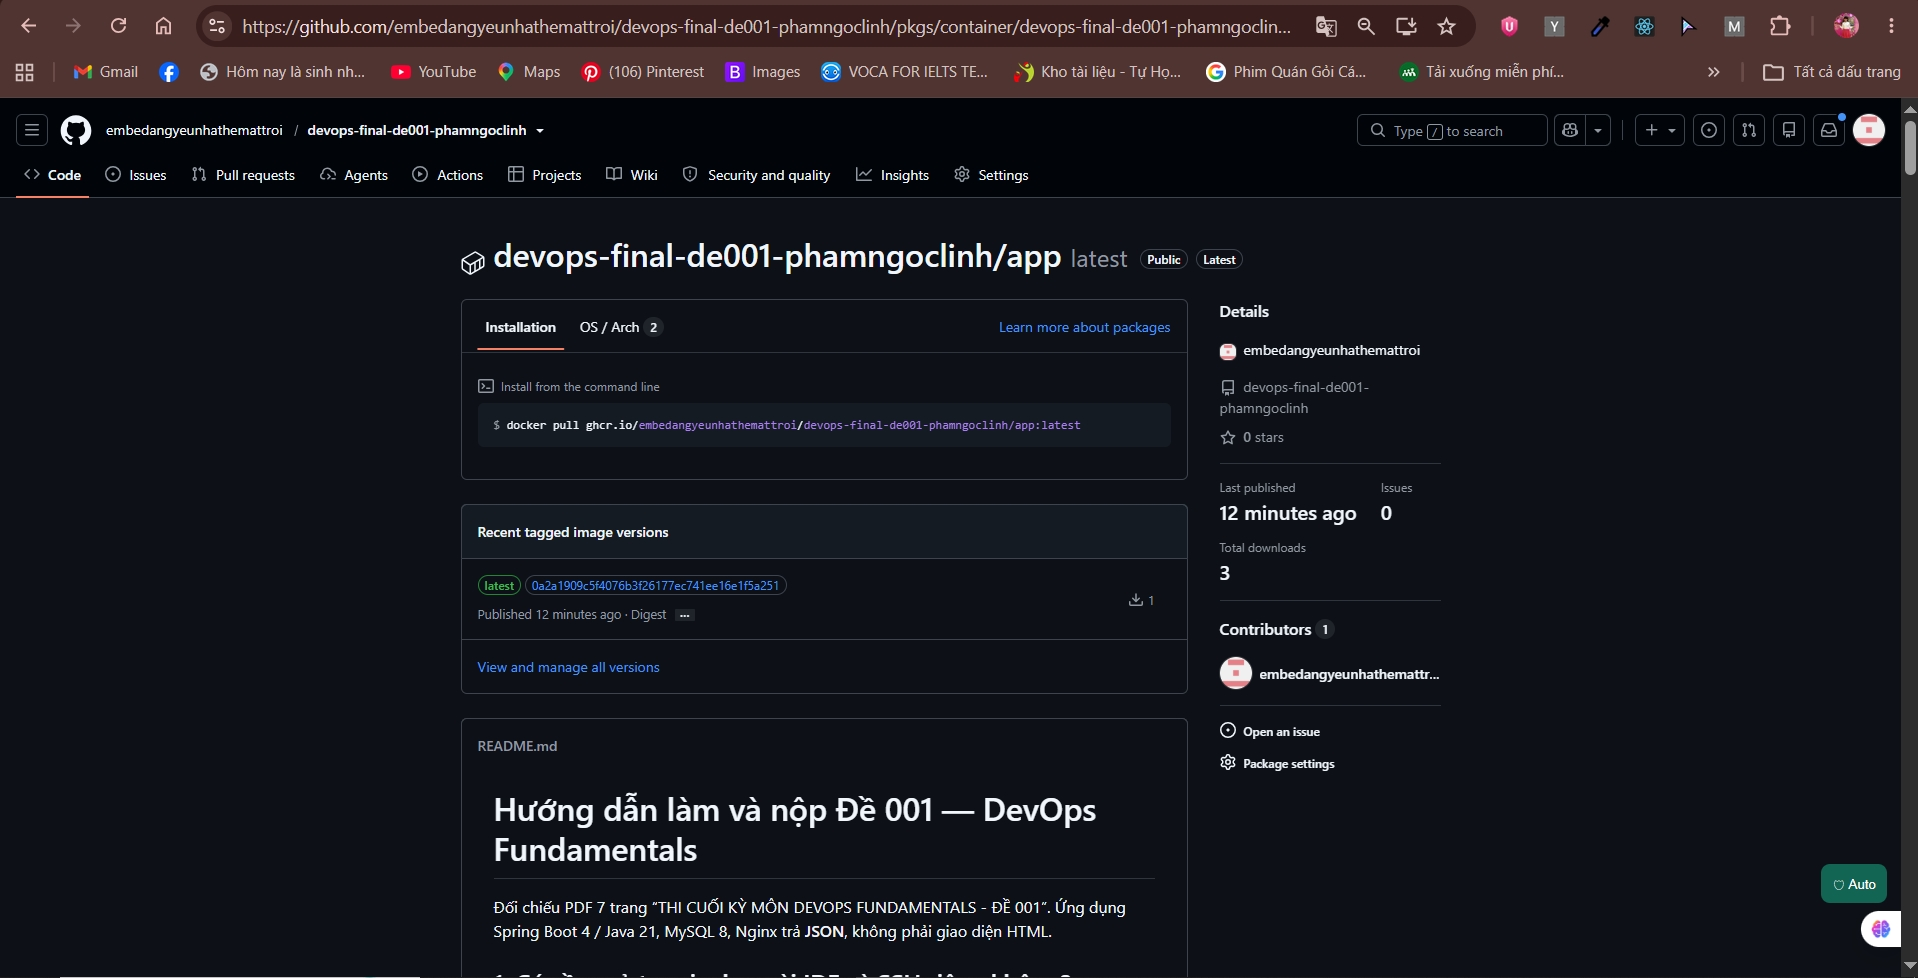 https://github.com/embedangyeunhathemattroi/devops-final-de001-phamngoclinh/pkgs/container/devops-final-de001-phamngoclin...
Gmail
Hôm nay là sinh nh...
YouTube
Maps
(106) Pinterest
B Images
VOCA FOR IELTS TE...
Kho tài liệu - Tự Họ...
Phim Quán Gỏi Cá...
Tải xuống miễn phí...
Tất cả dấu trang
embedangyeunhathemattroi / devops-final-de001-phamngoclinh
Type / to search
Code
Issues
Pull requests
Agents
Actions
Projects
Wiki
Security and quality
Insights
Settings
devops-final-de001-phamngoclinh/app latest Public Latest
Installation
OS / Arch 2
Learn more about packages
Install from the command line
$ docker pull ghcr.io/embedangyeunhathemattroi/devops-final-de001-phamngoclinh/app:latest
Recent tagged image versions
latest 0a2a1909c5f4076b3f26177ec741ee16e1f5a251
Published 12 minutes ago · Digest ...
1
View and manage all versions
README.md
Hướng dẫn làm và nộp Đề 001 — DevOps
Fundamentals
Đối chiếu PDF 7 trang “THI CUỐI KỲ MÔN DEVOPS FUNDAMENTALS - ĐỀ 001”. Ứng dụng
Spring Boot 4 / Java 21, MySQL 8, Nginx trả JSON, không phải giao diện HTML.
Details
embedangyeunhathemattroi
devops-final-de001-
phamngoclinh
0 stars
Last published
12 minutes ago
Issues
0
Total downloads
3
Contributors 1
embedangyeunhathemattr...
Open an issue
Package settings
Auto